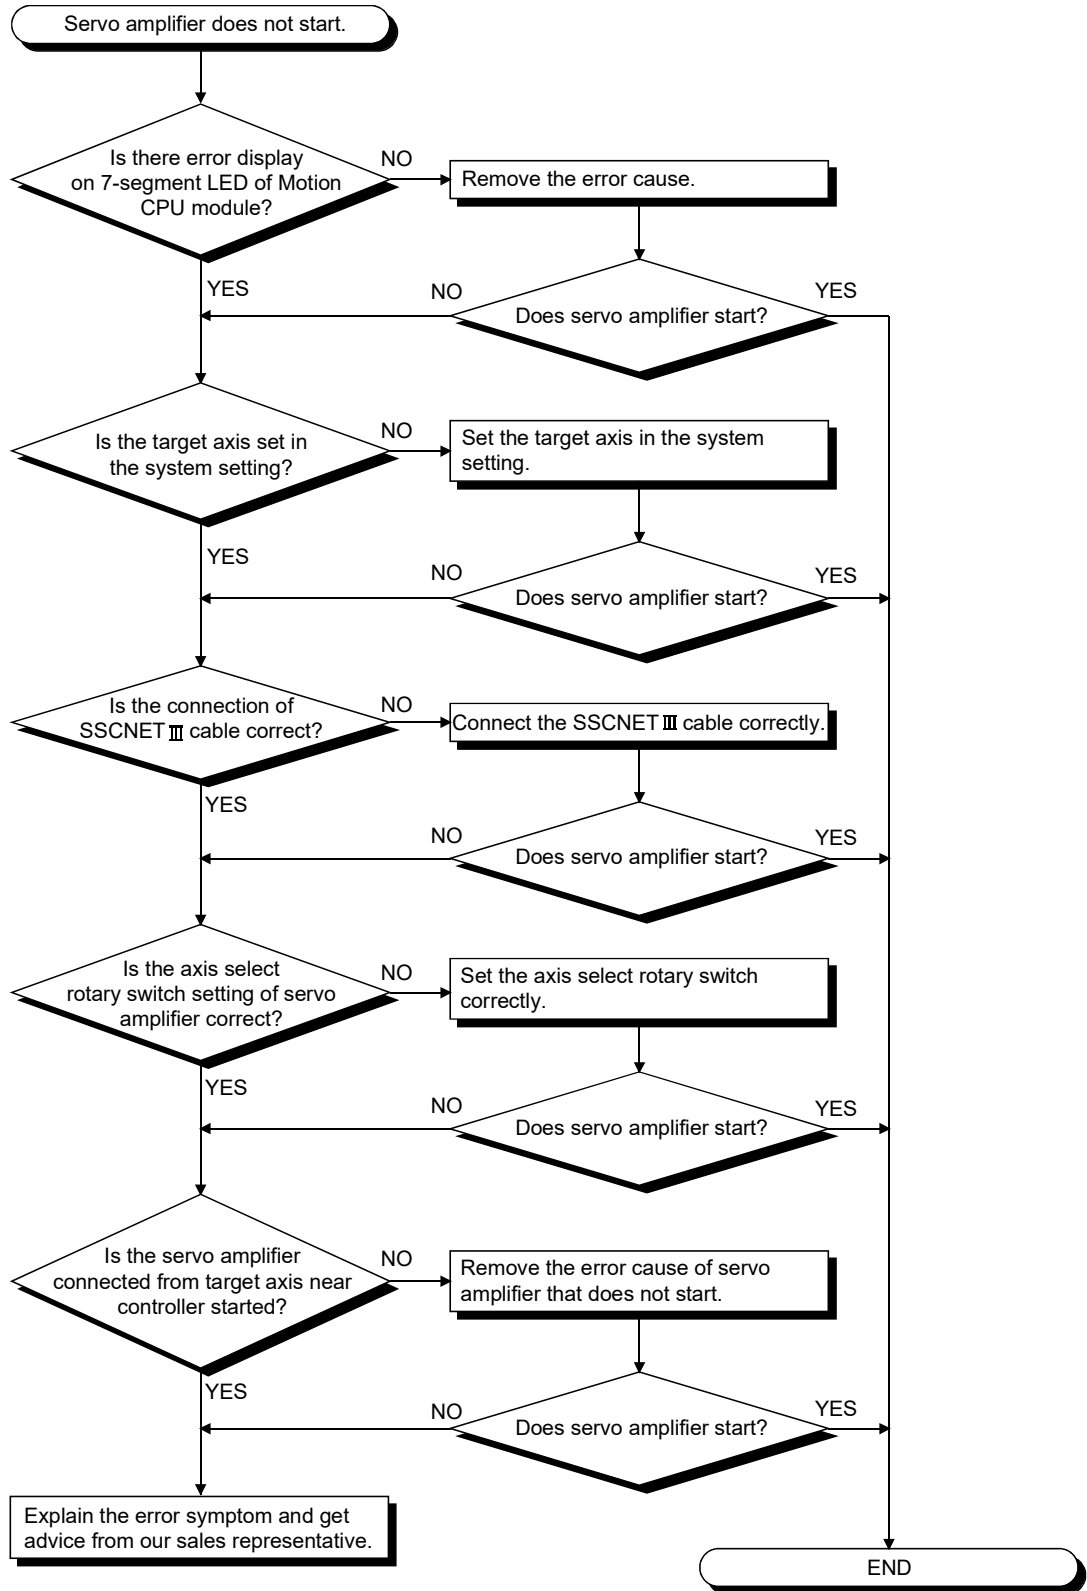 Servo amplifier does not start.
Is there error display
on 7-segment LED of Motion
CPU module?
NO
Remove the error cause.
YES
NO
Does servo amplifier start?
YES
Is the target axis set in
the system setting?
NO
Set the target axis in the system
setting.
YES
NO
Does servo amplifier start?
YES
Is the connection of
SSCNETⅢ cable correct?
NO
Connect the SSCNETⅢ cable correctly.
YES
NO
Does servo amplifier start?
YES
Is the axis select
rotary switch setting of servo
amplifier correct?
NO
Set the axis select rotary switch
correctly.
YES
NO
Does servo amplifier start?
YES
Is the servo amplifier
connected from target axis near
controller started?
NO
Remove the error cause of servo
amplifier that does not start.
YES
NO
Does servo amplifier start?
YES
Explain the error symptom and get
advice from our sales representative.
END